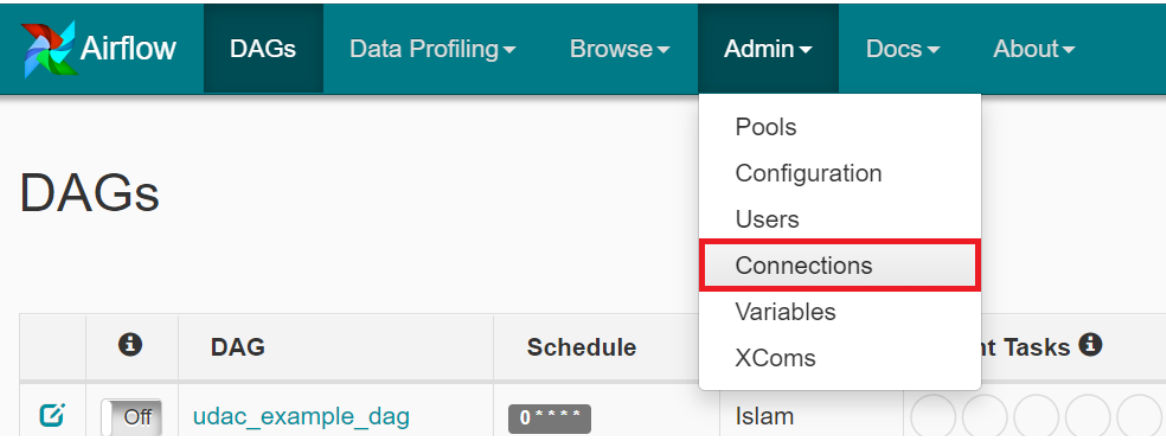 Airflow DAGs Data Profiling Browse Admin Docs About
Pools
Configuration
DAGs
Users
Connections
Variables
DAG Schedule nt Tasks
XComs
Off udac_example_dag 0 * * * * Islam